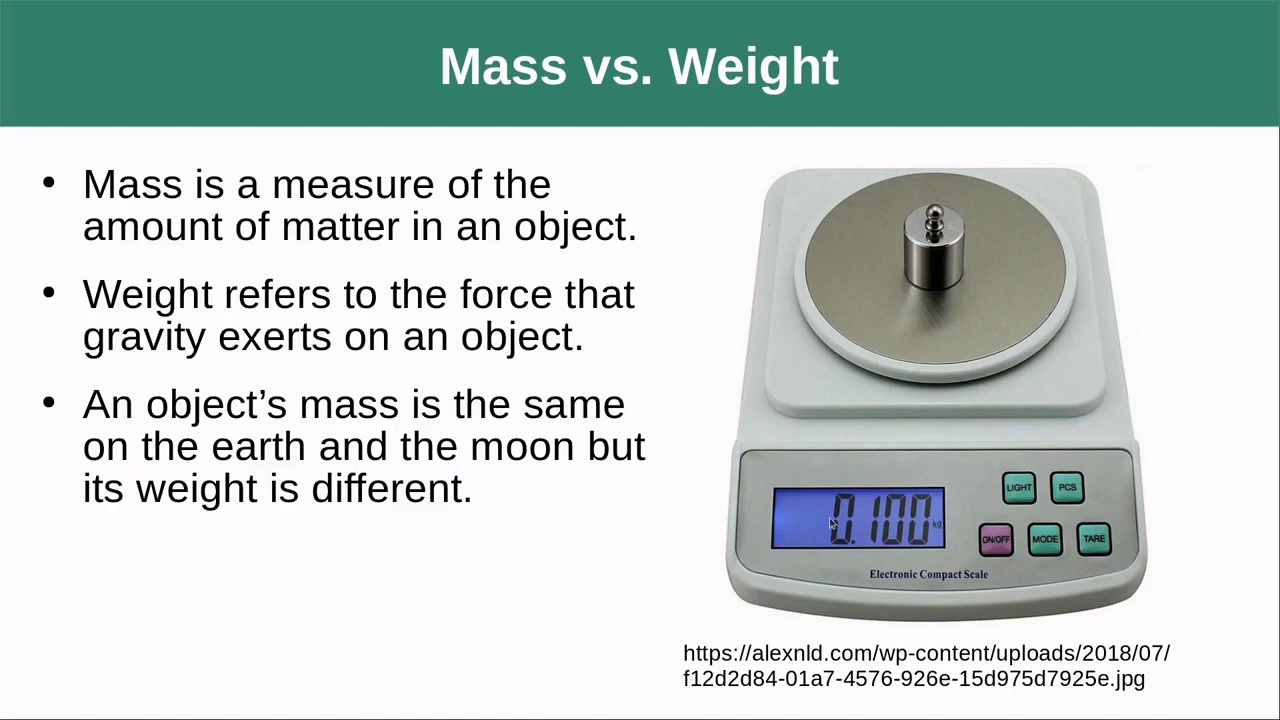 Mass vs. Weight
• Mass is a measure of the
amount of matter in an object.
• Weight refers to the force that
gravity exerts on an object.
• An object’s mass is the same
on the earth and the moon but
its weight is different.
LIGHT PCS
0.100 kg
ON/OFF MODE TARE
Electronic Compact Scale
https://alexnld.com/wp-content/uploads/2018/07/
f12d2d84-01a7-4576-926e-15d975d7925e.jpg